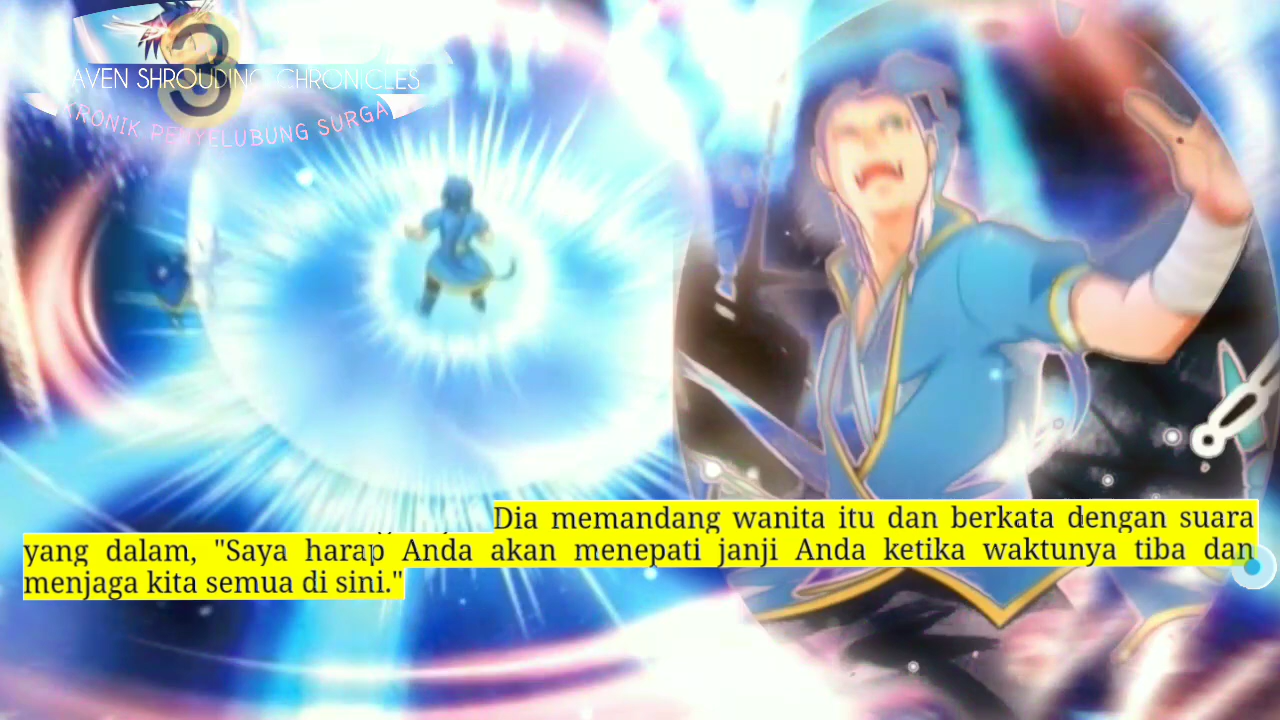 3
AVEN SHROUDING CHRONICLES
KRONIK PENYELUBUNG SURGA
Dia memandang wanita itu dan berkata dengan suara
yang dalam, "Saya harap Anda akan menepati janji Anda ketika waktunya tiba dan
menjaga kita semua di sini."